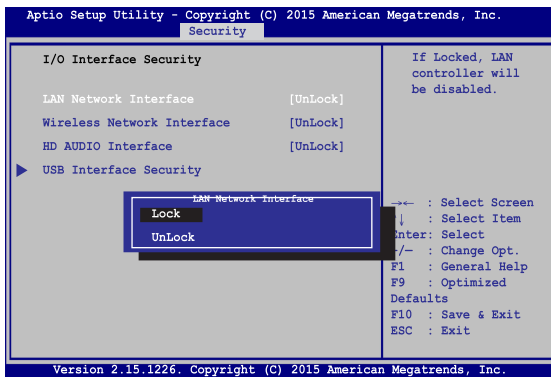 Aptio Setup Utility - Copyright (C) 2015 American Megatrends, Inc.
Security
I/O Interface Security
LAN Network Interface [UnLock]
Wireless Network Interface [UnLock]
HD AUDIO Interface [UnLock]
USB Interface Security
LAN Network Interface
Lock
UnLock
If Locked, LAN
controller will
be disabled.
→← : Select Screen
↓ : Select Item
Enter: Select
+/— : Change Opt.
F1 : General Help
F9 : Optimized
Defaults
F10 : Save & Exit
ESC : Exit
Version 2.15.1226. Copyright (C) 2015 American Megatrends, Inc.